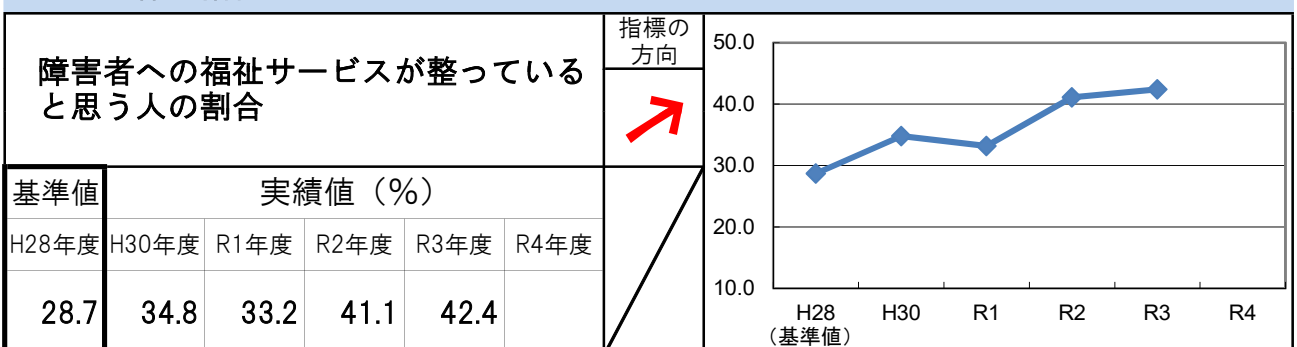 障害者への福祉サービスが整っている
と思う人の割合
指標の
方向
基準値
実績値（％）
H28年度 H30年度 R1年度 R2年度 R3年度 R4年度
28.7 34.8 33.2 41.1 42.4
50.0
40.0
30.0
20.0
10.0
H28 H30 R1 R2 R3 R4
（基準値）